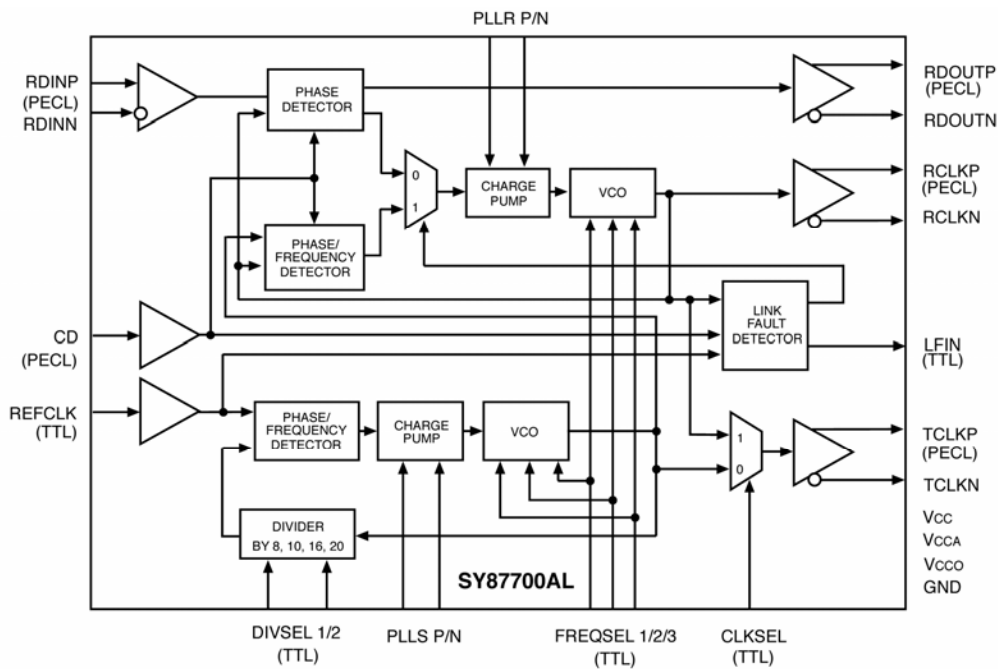 PLLR P/N
RDINP
(PECL)
RDINN
PHASE
DETECTOR
RDOUTP
(PECL)
RDOUTN
0
1
CHARGE
PUMP
VCO
RCLKP
(PECL)
RCLKN
PHASE/
FREQUENCY
DETECTOR
CD
(PECL)
LINK
FAULT
DETECTOR
LFIN
(TTL)
REFCLK
(TTL)
PHASE/
FREQUENCY
DETECTOR
CHARGE
PUMP
VCO
1
0
TCLKP
(PECL)
TCLKN
DIVIDER
BY 8, 10, 16, 20
VCC
VCCA
VCCO
GND
SY87700AL
DIVSEL 1/2
(TTL)
PLLS P/N
FREQSEL 1/2/3
(TTL)
CLKSEL
(TTL)